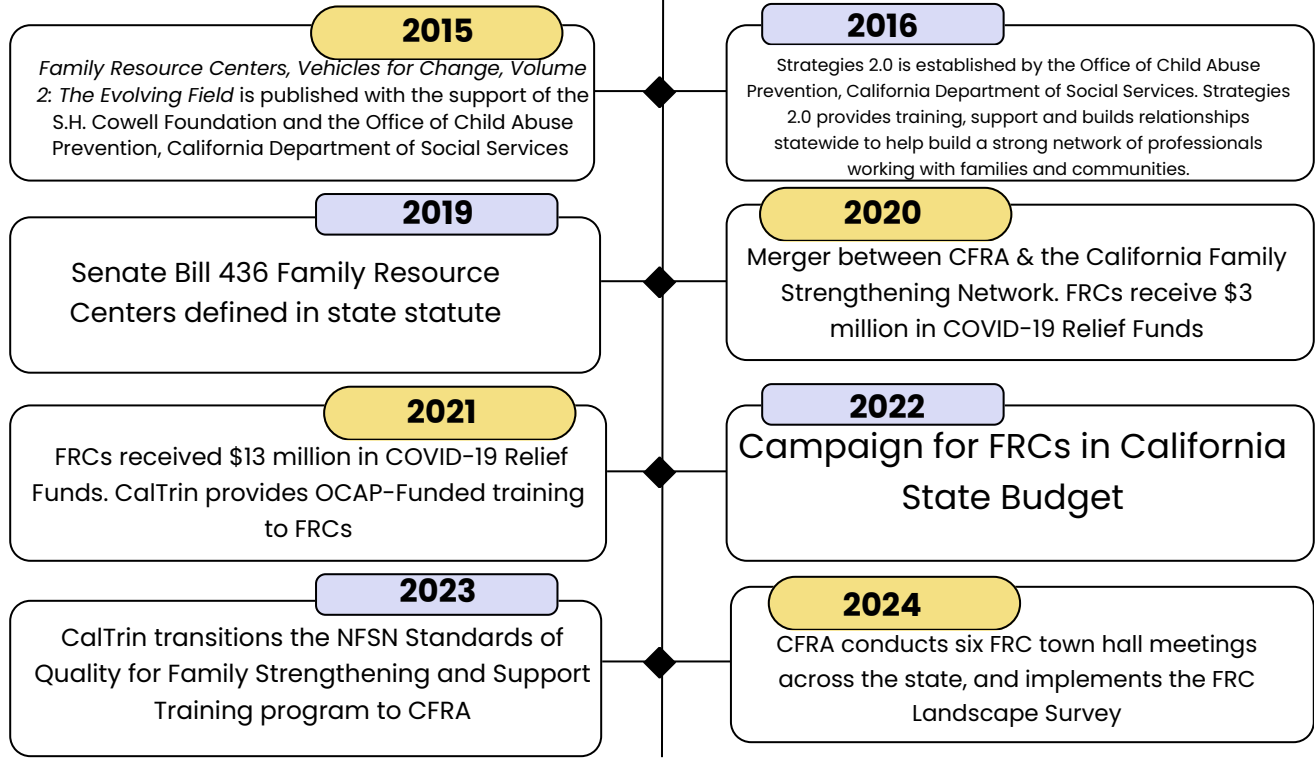 2015
Family Resource Centers, Vehicles for Change, Volume
2: The Evolving Field is published with the support of the
S.H. Cowell Foundation and the Office of Child Abuse
Prevention, California Department of Social Services
2016
Strategies 2.0 is established by the Office of Child Abuse
Prevention, California Department of Social Services. Strategies
2.0 provides training, support and builds relationships
statewide to help build a strong network of professionals
working with families and communities.
2019
Senate Bill 436 Family Resource
Centers defined in state statute
2020
Merger between CFRA & the California Family
Strengthening Network. FRCs receive $3
million in COVID-19 Relief Funds
2021
FRCs received $13 million in COVID-19 Relief
Funds. CalTrin provides OCAP-Funded training
to FRCs
2022
Campaign for FRCs in California
State Budget
2023
CalTrin transitions the NFSN Standards of
Quality for Family Strengthening and Support
Training program to CFRA
2024
CFRA conducts six FRC town hall meetings
across the state, and implements the FRC
Landscape Survey